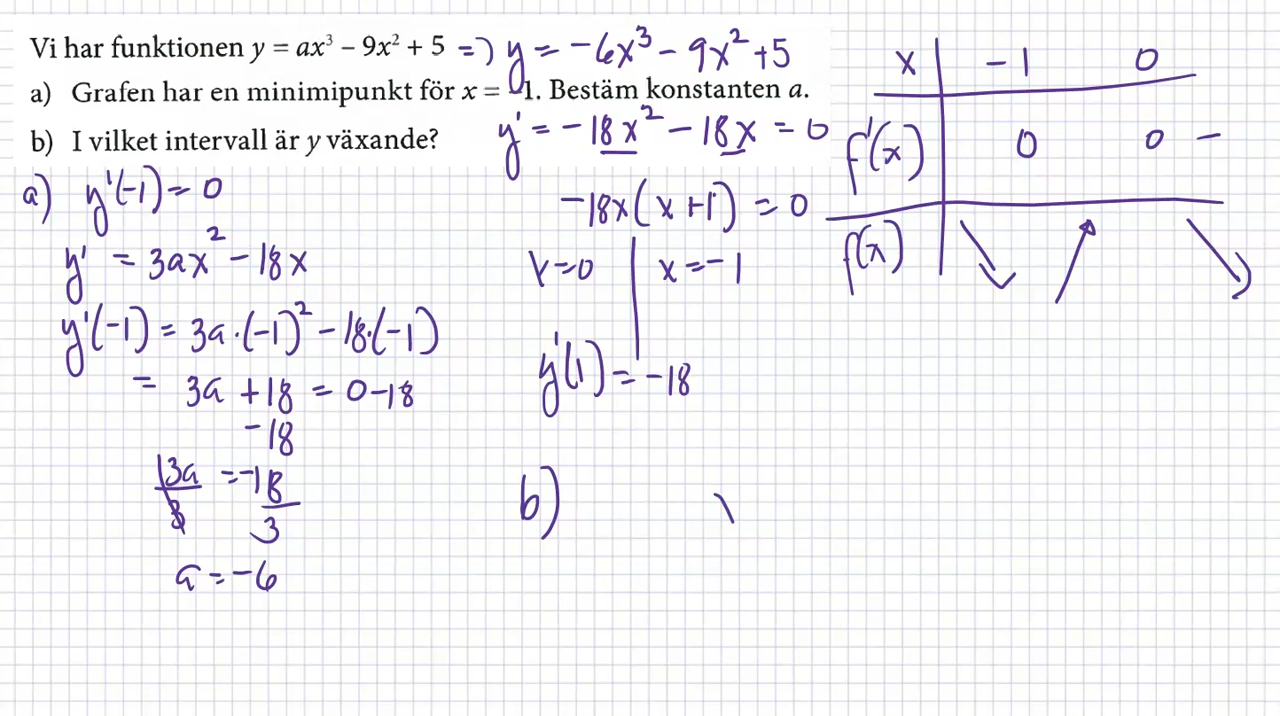 Vi har funktionen y = ax³ – 9x² + 5 => y = -6x³ - 9x² + 5
a) Grafen har en minimipunkt för x = -1. Bestäm konstanten a.
b) I vilket intervall är y växande?
y' = -18x² - 18x = 0
-18x(x+1) = 0
x=0 | x=-1
y'(1) = -18
a) y'(-1) = 0
y' = 3ax² - 18x
y'(-1) = 3a·(-1)² - 18·(-1)
= 3a + 18 = 0 - 18
-18
3a = -18
3 3
a = -6
b)
x -1 0
f'(x) 0 0 -
f(x) ↘ ↗ ↘